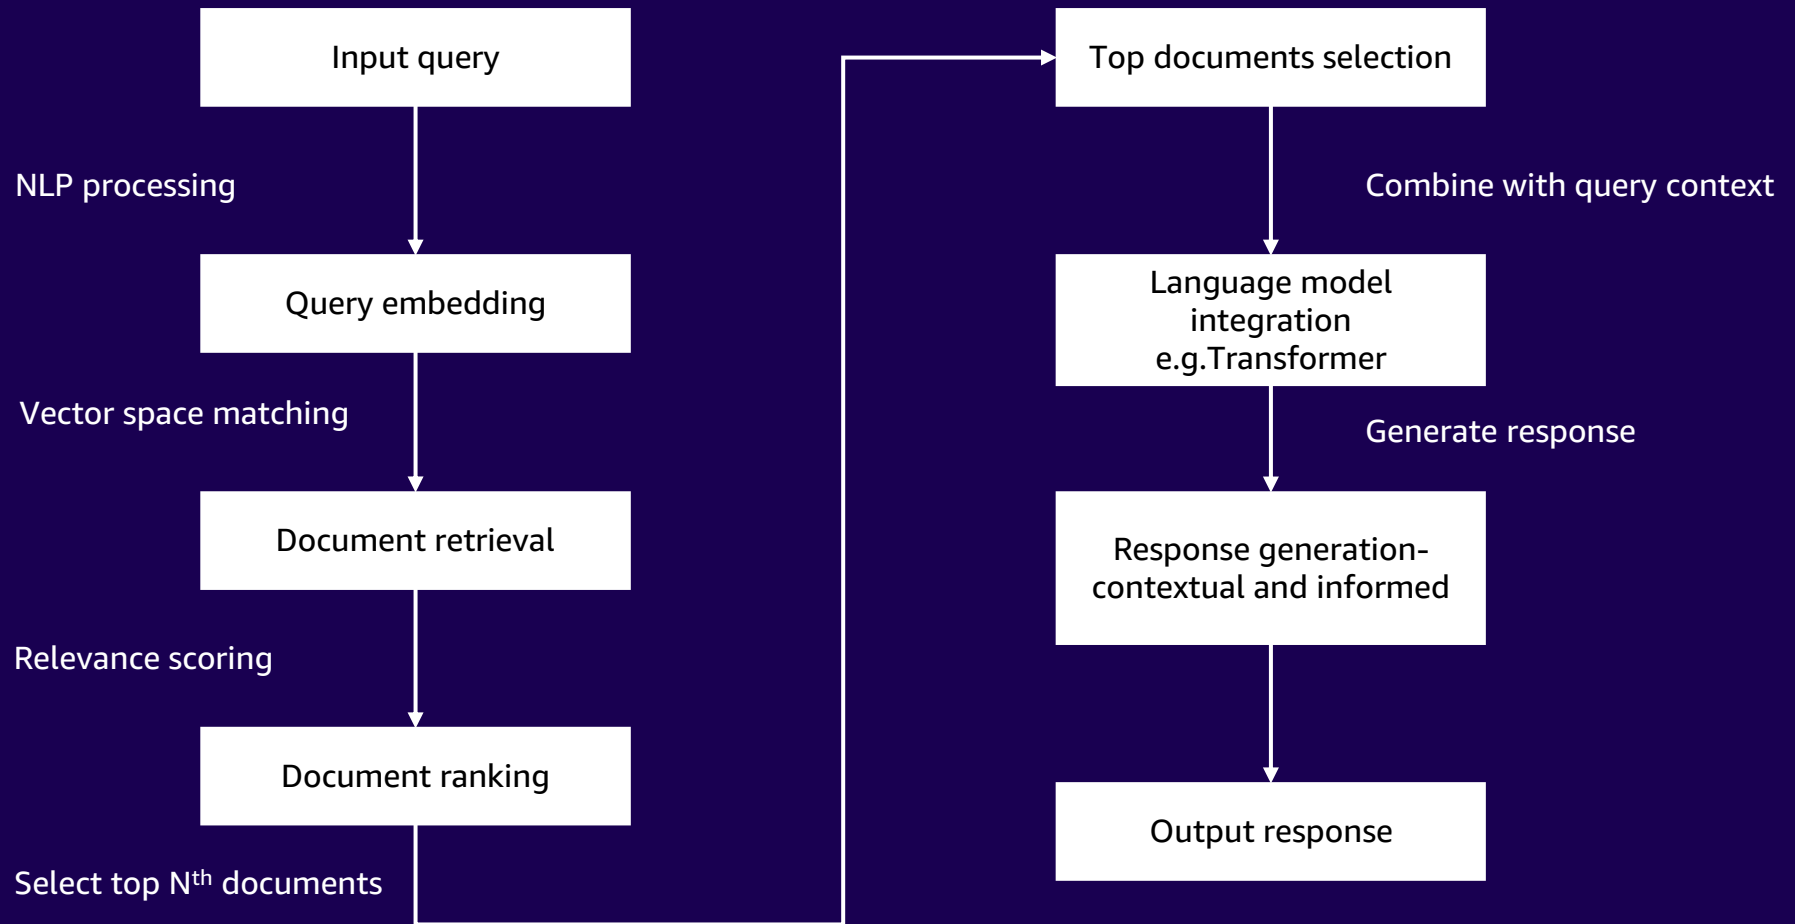 Input query
NLP processing
Query embedding
Vector space matching
Document retrieval
Relevance scoring
Document ranking
Select top Nth documents
Top documents selection
Combine with query context
Language model
integration
e.g.Transformer
Generate response
Response generation-
contextual and informed
Output response